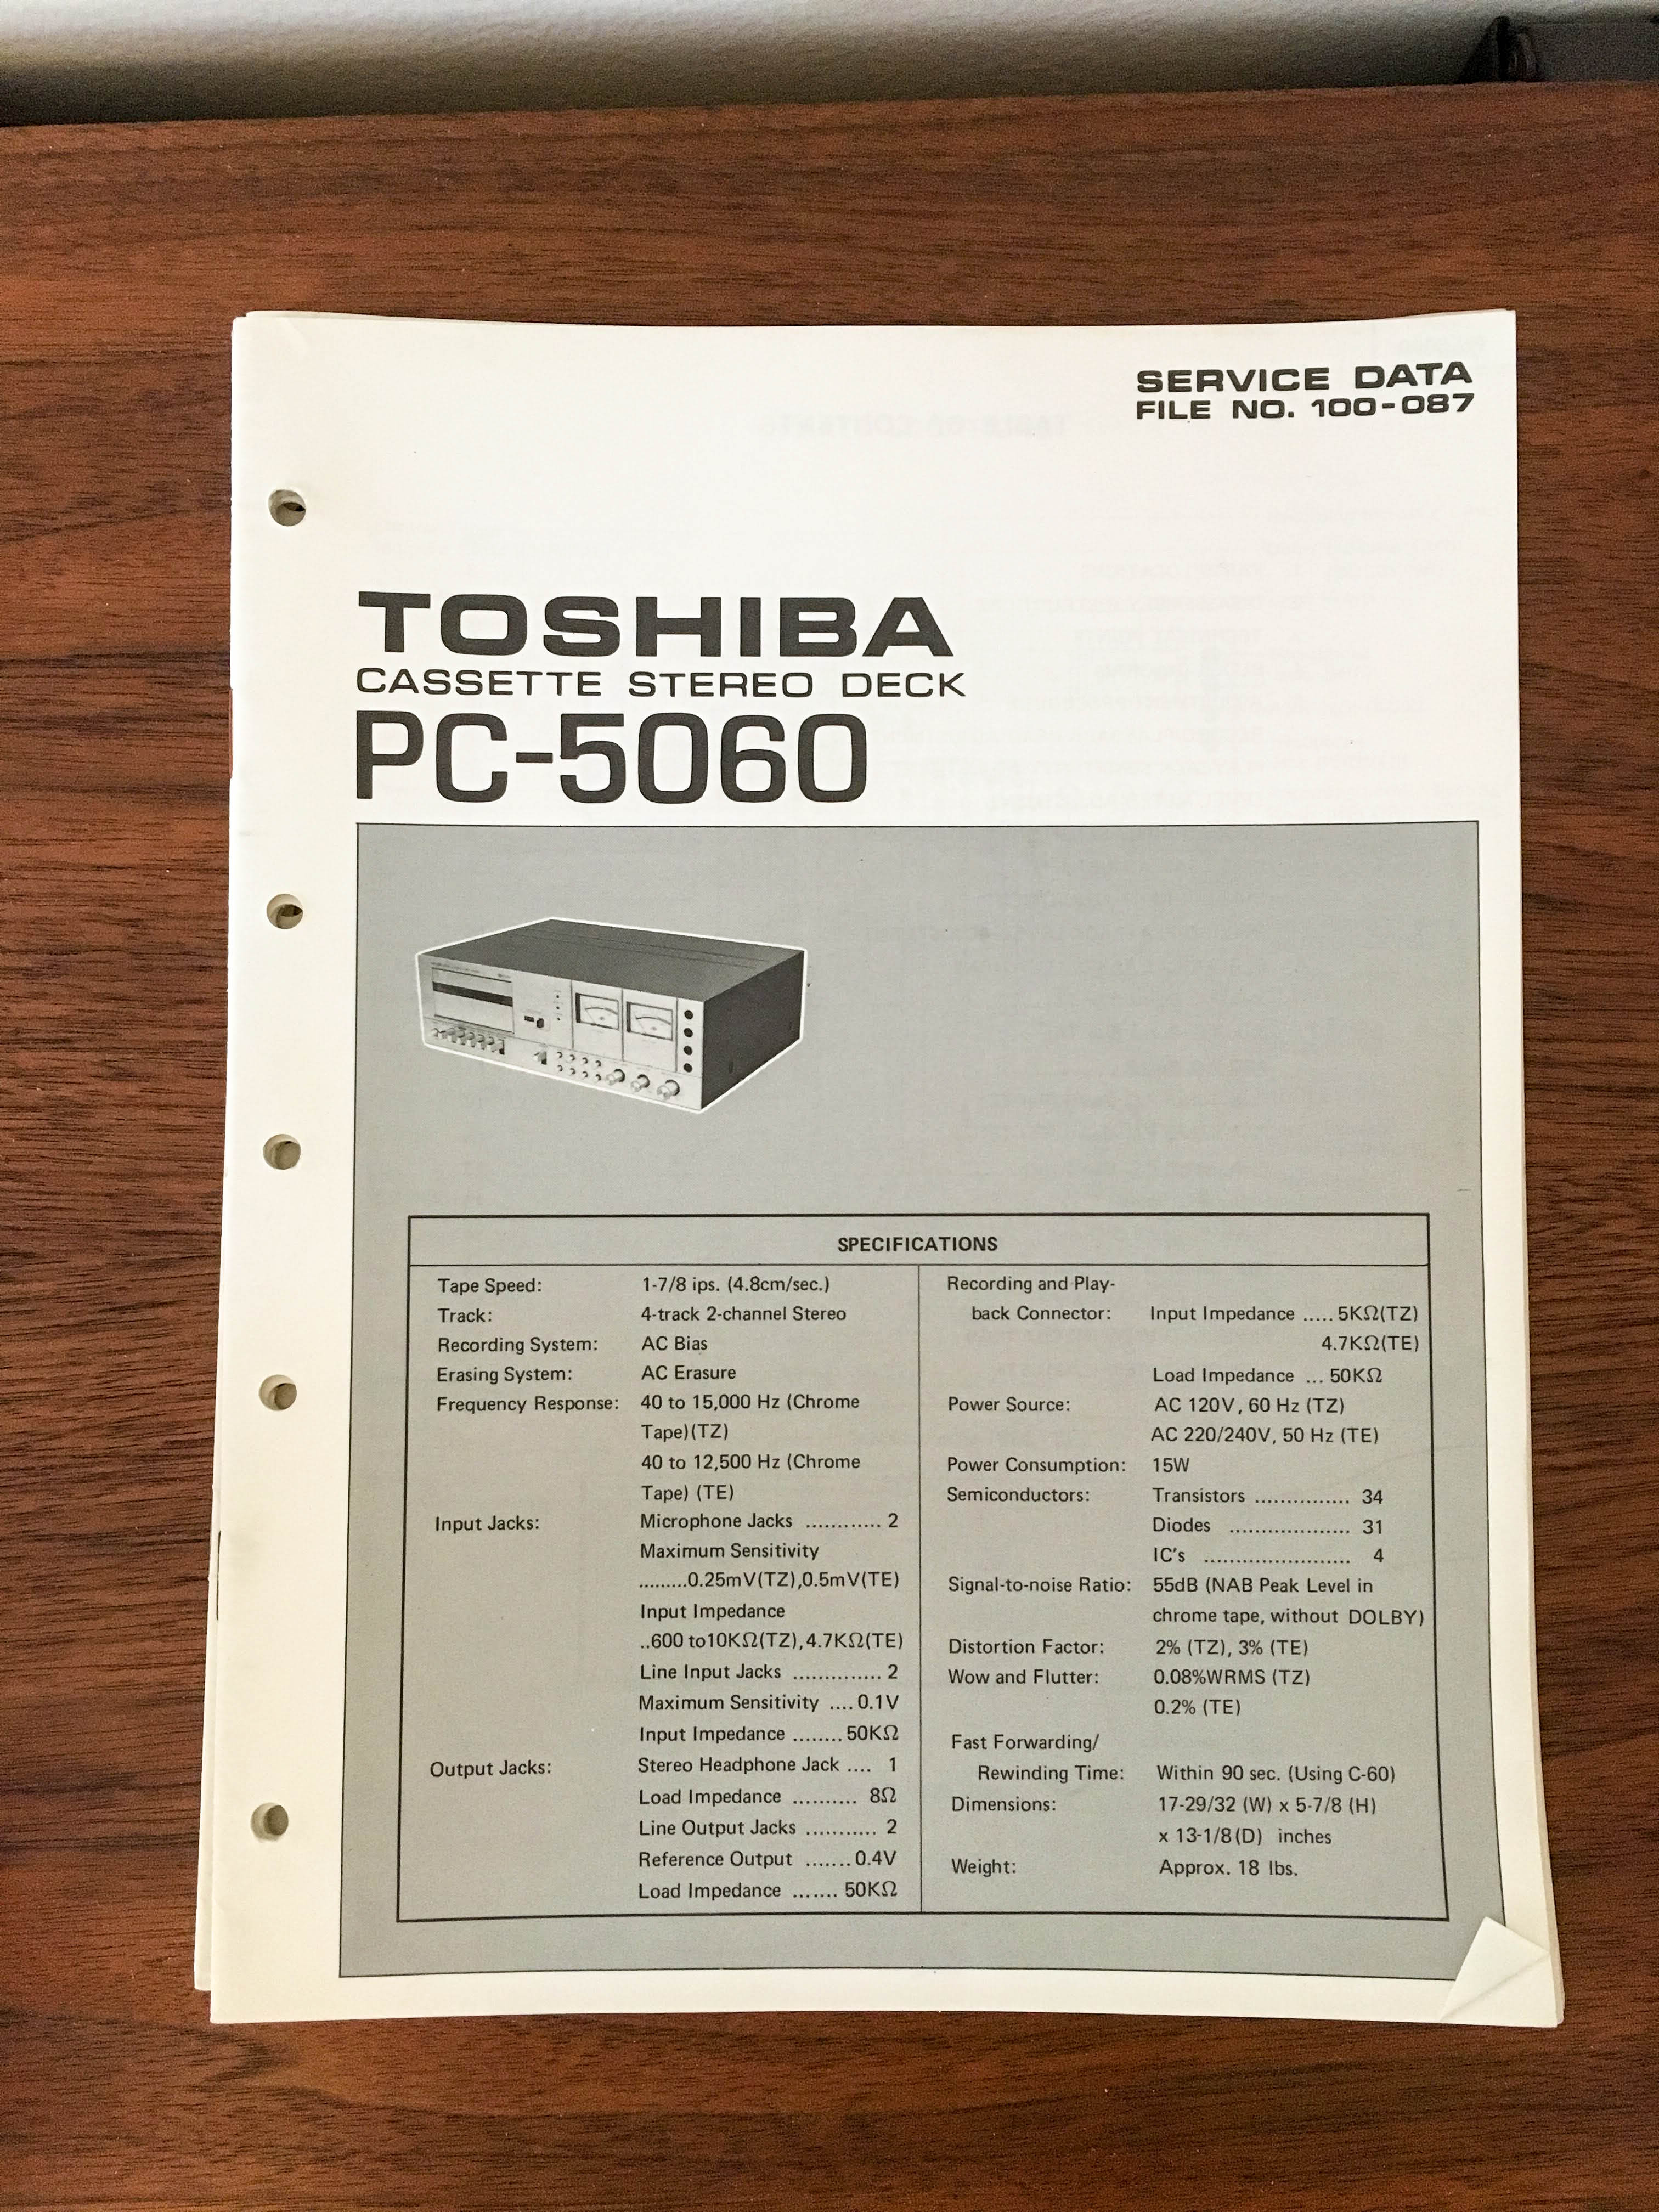 SERVICE DATA
FILE NO. 100-087
TOSHIBA
CASSETTE STEREO DECK
PC-5060
SPECIFICATIONS
Tape Speed: 1-7/8 ips. (4.8cm/sec.)
Track: 4-track 2-channel Stereo
Recording System: AC Bias
Erasing System: AC Erasure
Frequency Response: 40 to 15,000 Hz (Chrome
Tape)(TZ)
40 to 12,500 Hz (Chrome
Tape) (TE)
Input Jacks: Microphone Jacks ............ 2
Maximum Sensitivity
.........0.25mV(TZ),0.5mV(TE)
Input Impedance
..600 to10KΩ(TZ),4.7KΩ(TE)
Line Input Jacks .............. 2
Maximum Sensitivity ....0.1V
Input Impedance ........ 50KΩ
Output Jacks: Stereo Headphone Jack .... 1
Load Impedance .......... 8Ω
Line Output Jacks ........... 2
Reference Output .......0.4V
Load Impedance ....... 50KΩ
Recording and Play-
back Connector: Input Impedance ..... 5KΩ(TZ)
4.7KΩ(TE)
Load Impedance ... 50KΩ
Power Source: AC 120V, 60 Hz (TZ)
AC 220/240V, 50 Hz (TE)
Power Consumption: 15W
Semiconductors: Transistors ............... 34
Diodes ................... 31
IC's ....................... 4
Signal-to-noise Ratio: 55dB (NAB Peak Level in
chrome tape, without DOLBY)
Distortion Factor: 2% (TZ), 3% (TE)
Wow and Flutter: 0.08%WRMS (TZ)
0.2% (TE)
Fast Forwarding/
Rewinding Time: Within 90 sec. (Using C-60)
Dimensions: 17-29/32 (W) x 5-7/8 (H)
x 13-1/8(D) inches
Weight: Approx. 18 lbs.